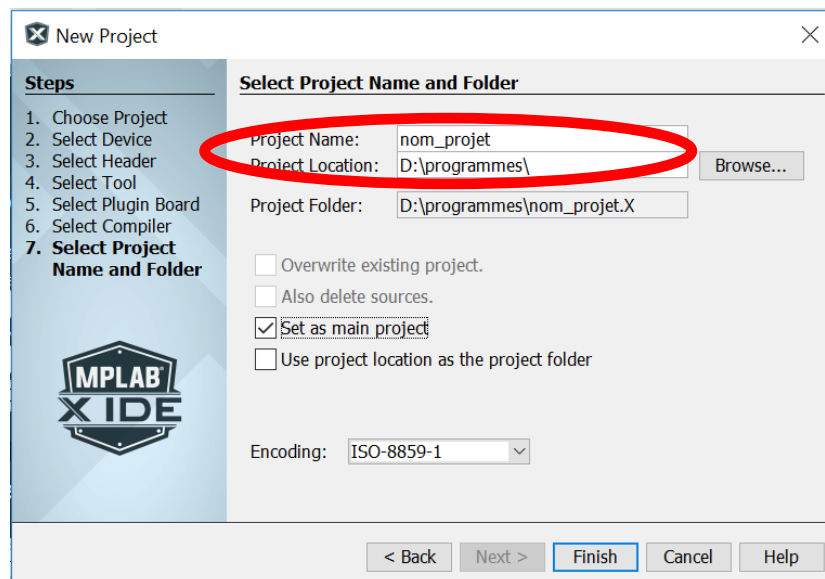 New Project
Steps
1. Choose Project
2. Select Device
3. Select Header
4. Select Tool
5. Select Plugin Board
6. Select Compiler
7. Select Project
Name and Folder
MPLAB®
X IDE
Select Project Name and Folder
Project Name: nom_projet
Project Location: D:\programmes\ Browse...
Project Folder: D:\programmes\nom_projet.X
Overwrite existing project.
Also delete sources.
Set as main project
Use project location as the project folder
Encoding: ISO-8859-1
< Back Next > Finish Cancel Help